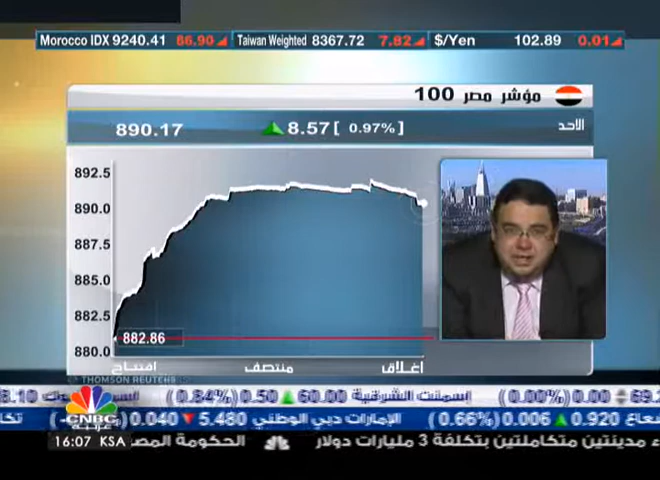 Morocco IDX 9240.41 86.90 Taiwan Weighted 8367.72 7.82 $/Yen 102.89 0.01
مؤشر مصر 100
الاحد
890.17 8.57 [ 0.97% ]
892.5
890.0
887.5
885.0
882.5
880.0
882.86
افتتاح منتصف إغلاق
THOMSON REUTERS
(0.00%) 0.00 اسمنت الشرقية 60.00 0.50 (0.84%)
0.920 0.006 (0.66%) الإمارات دبي الوطني 5.480 0.040
CNBC
عربية
16:07 KSA
مدينتين متكاملتين بتكلفة 3 مليارات دولار الحكومة